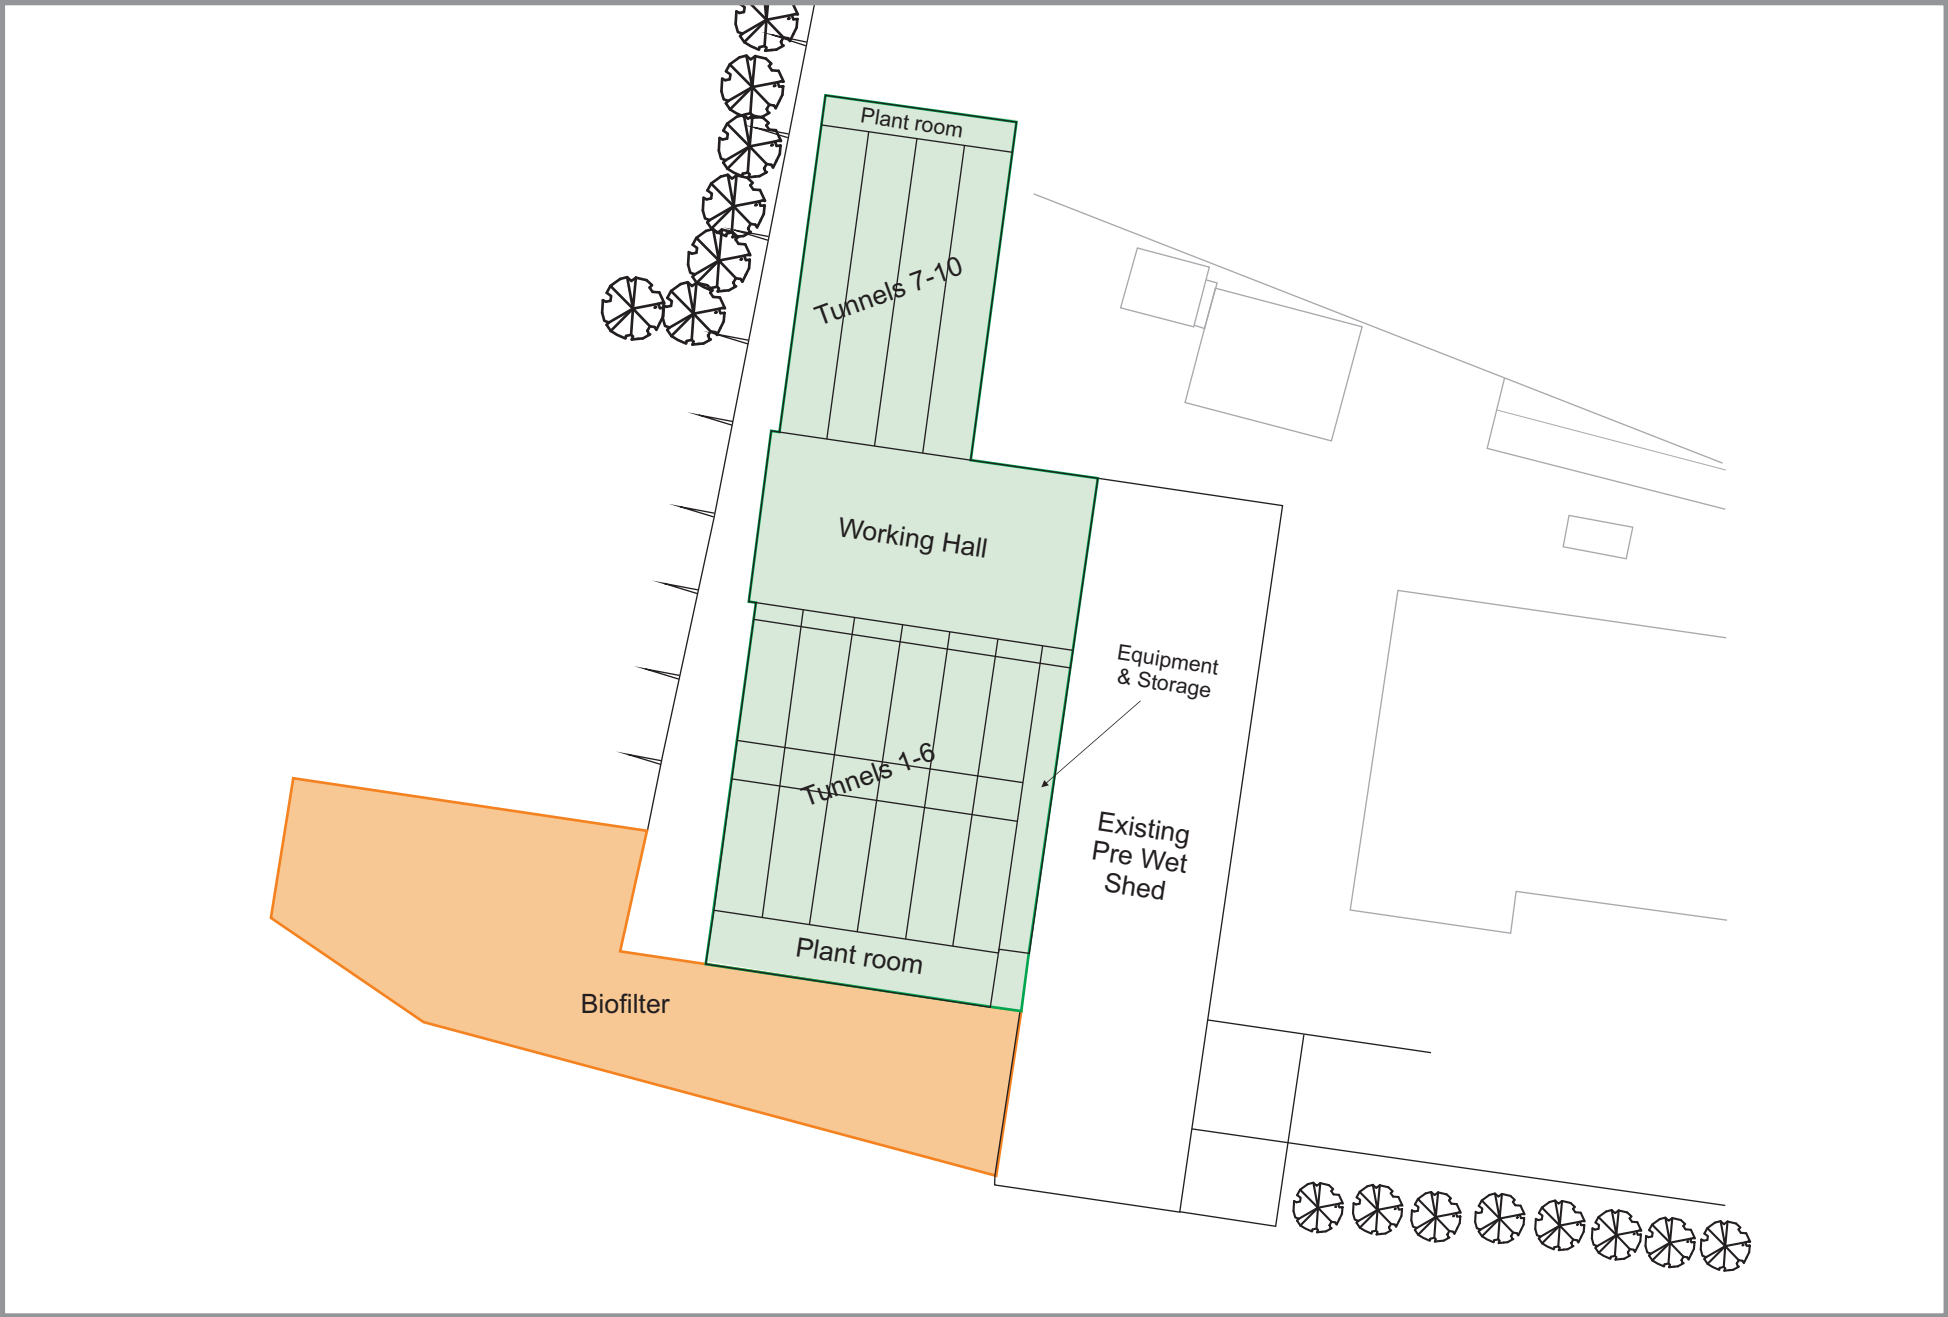 Plant room
Tunnels 7-10
Working Hall
Equipment
& Storage
Tunnels 1-6
Existing
Pre Wet
Shed
Plant room
Biofilter